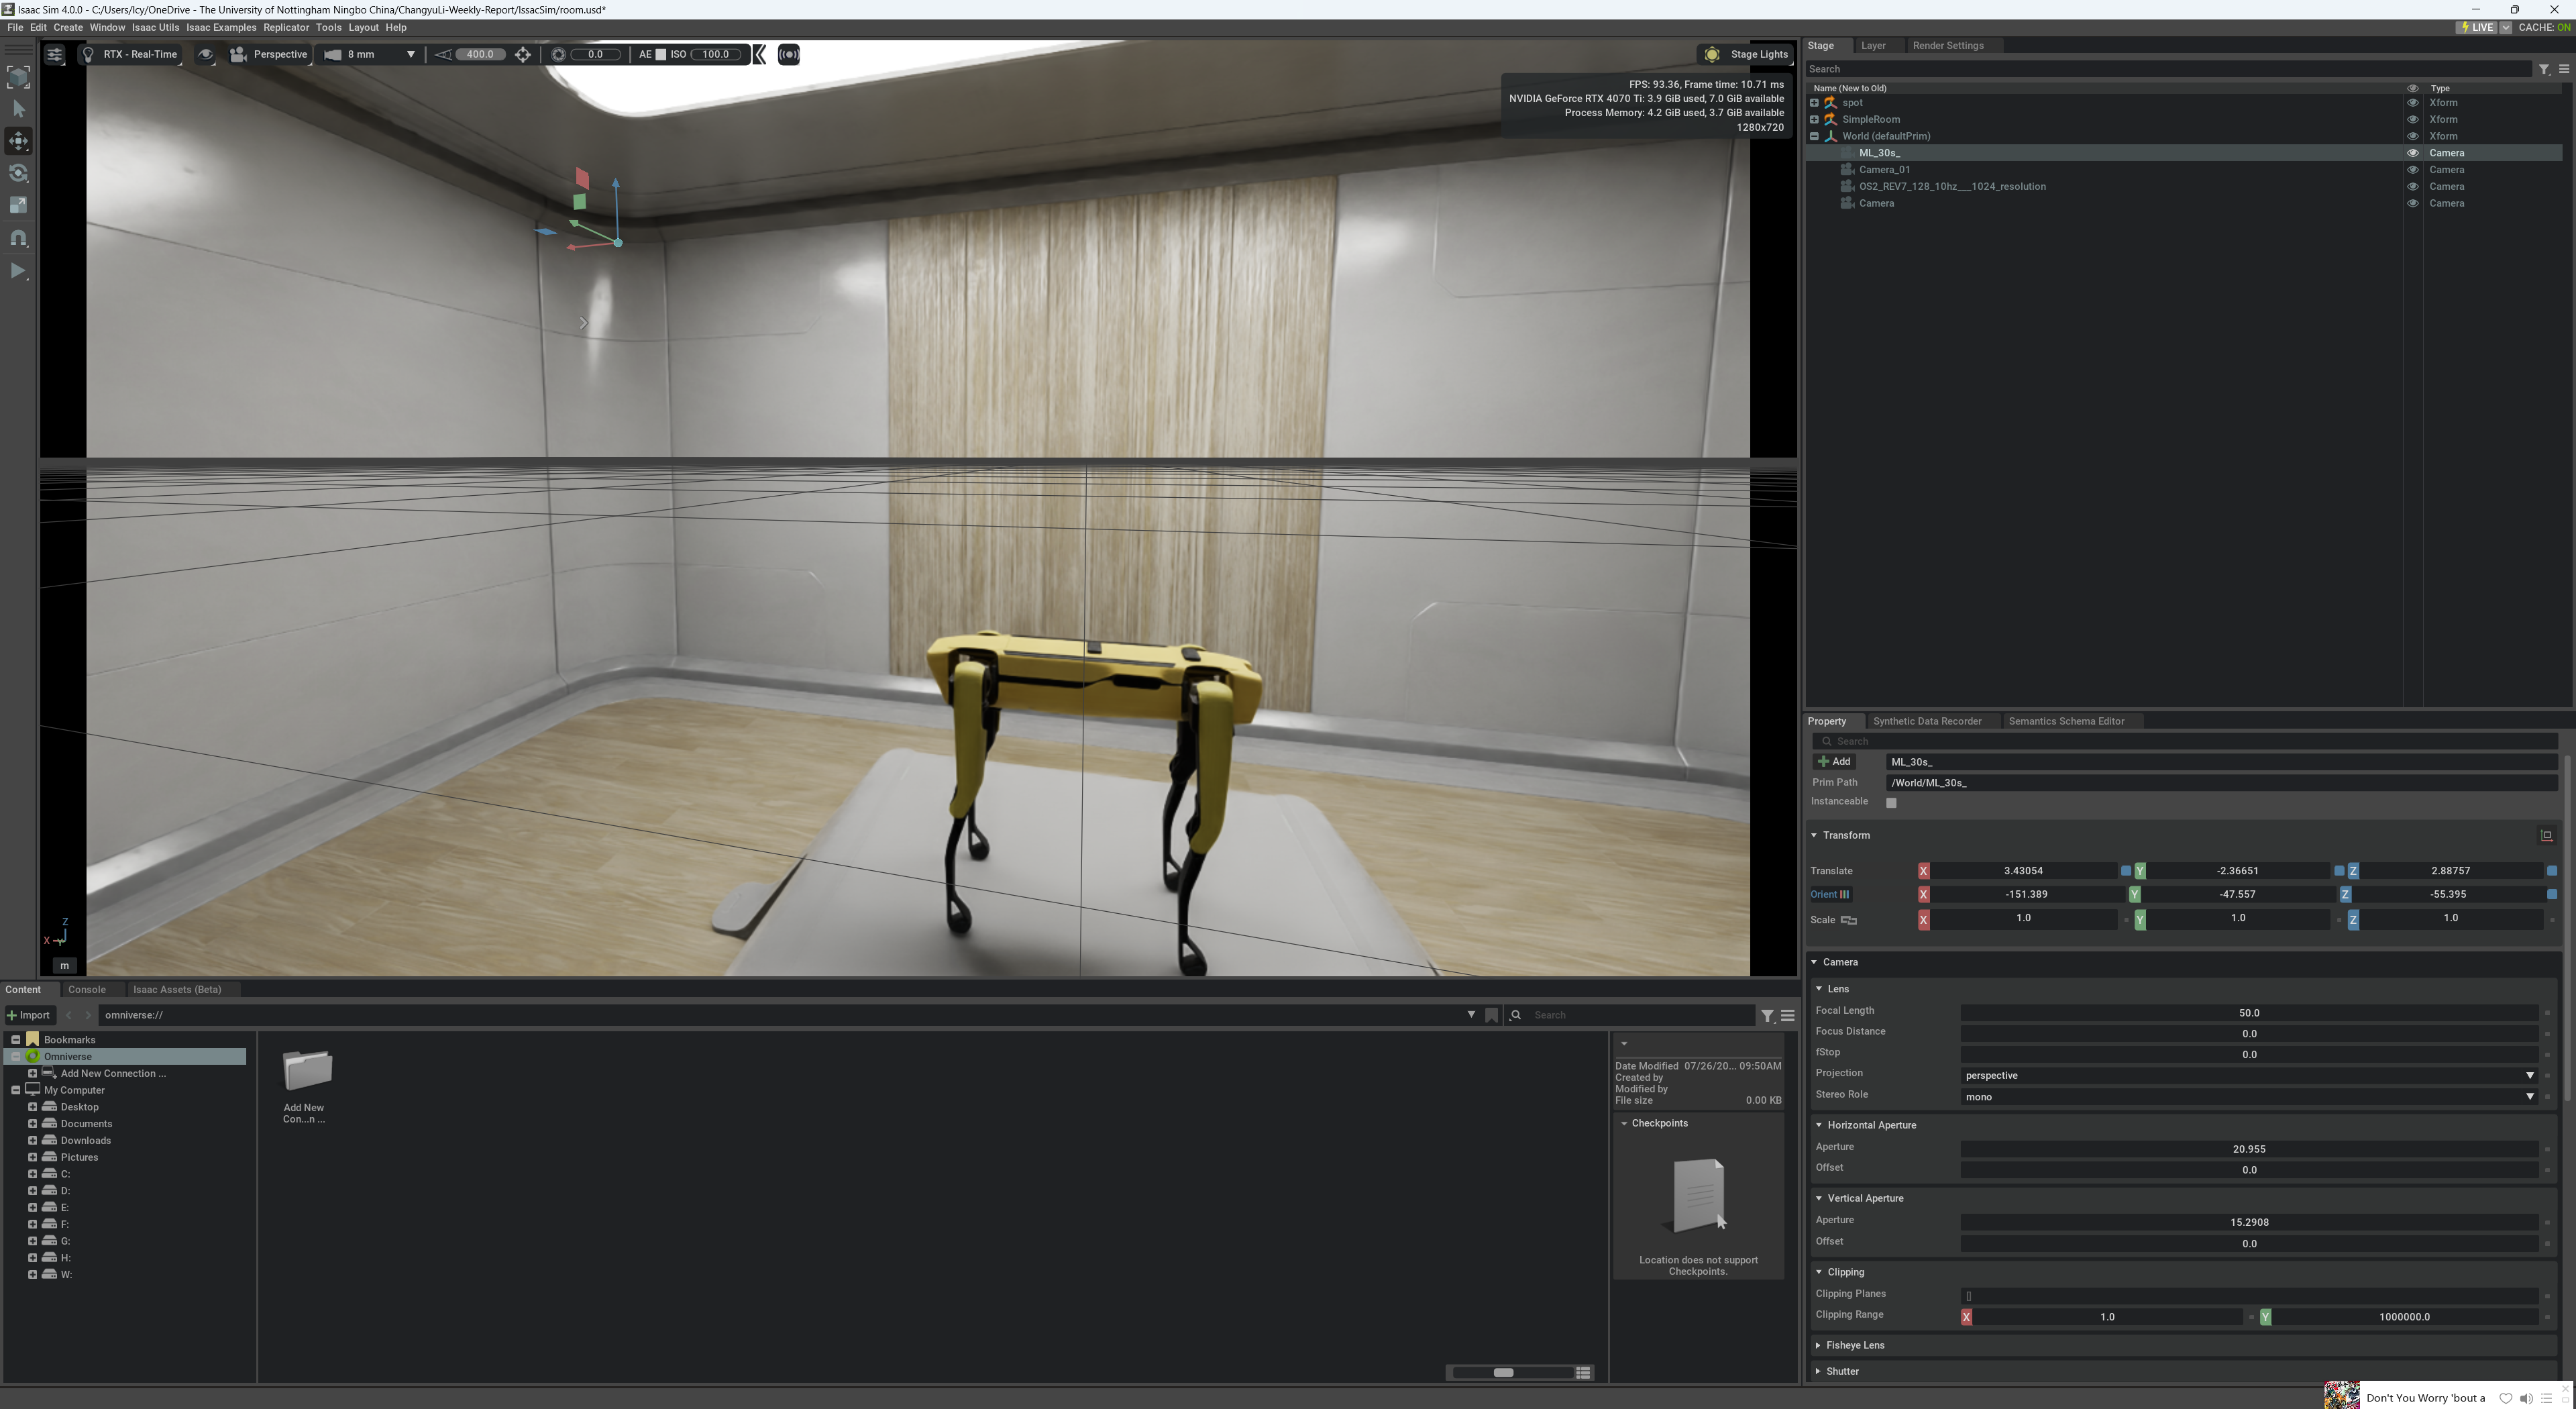 Isaac Sim 4.0.0 - C:/Users/Icy/OneDrive - The University of Nottingham Ningbo China/ChangyuLi-Weekly-Report/IssacSim/room.usd*
File Edit Create Window Isaac Utils Isaac Examples Replicator Tools Layout Help
LIVE CACHE: ON
RTX - Real-Time Perspective 8 mm 400.0 0.0 AE ISO 100.0 Stage Lights
FPS: 93.36, Frame time: 10.71 ms
NVIDIA GeForce RTX 4070 Ti: 3.9 GiB used, 7.0 GiB available
Process Memory: 4.2 GiB used, 3.7 GiB available
1280x720
Z
X Y
m
Stage Layer Render Settings
Search
Name (New to Old) Type
spot Xform
SimpleRoom Xform
World (defaultPrim) Xform
ML_30s_ Camera
Camera_01 Camera
OS2_REV7_128_10hz___1024_resolution Camera
Camera Camera
Property Synthetic Data Recorder Semantics Schema Editor
Search
Add ML_30s_
Prim Path /World/ML_30s_
Instanceable
Transform
Translate X 3.43054 Y -2.36651 Z 2.88757
Orient X -151.389 Y -47.557 Z -55.395
Scale X 1.0 Y 1.0 Z 1.0
Camera
Lens
Focal Length 50.0
Focus Distance 0.0
fStop 0.0
Projection perspective
Stereo Role mono
Horizontal Aperture
Aperture 20.955
Offset 0.0
Vertical Aperture
Aperture 15.2908
Offset 0.0
Clipping
Clipping Planes []
Clipping Range X 1.0 Y 1000000.0
Fisheye Lens
Shutter
Content Console Isaac Assets (Beta)
Import omniverse:// Search
Bookmarks
Omniverse
Add New Connection ...
My Computer
Desktop
Documents
Downloads
Pictures
C:
D:
E:
F:
G:
H:
W:
Add New
Con...n ...
Date Modified 07/26/20... 09:50AM
Created by
Modified by
File size 0.00 KB
Checkpoints
Location does not support
Checkpoints.
Don't You Worry 'bout a